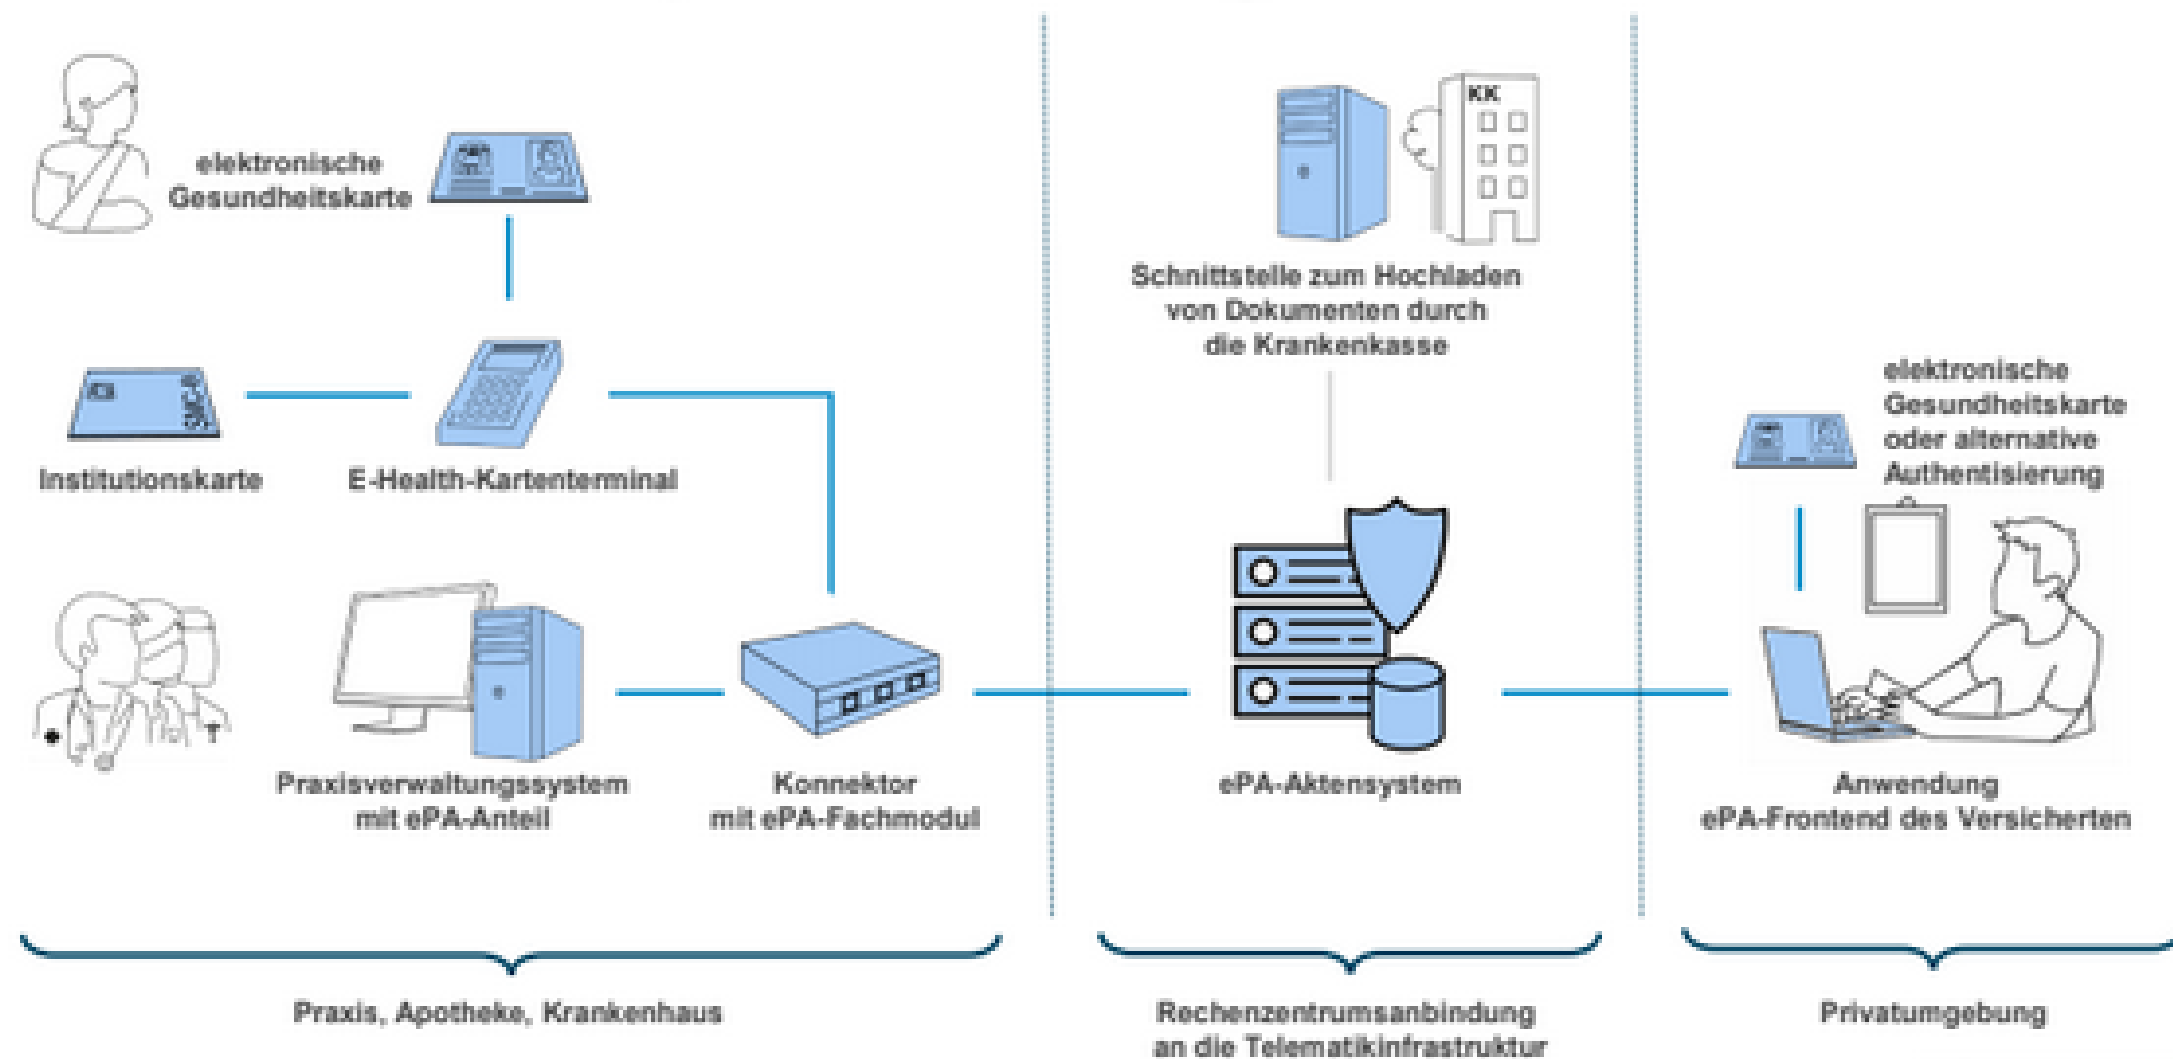 elektronische
Gesundheitskarte
SMC-B
Institutionskarte
E-Health-Kartenterminal
Praxisverwaltungssystem
mit ePA-Anteil
Konnektor
mit ePA-Fachmodul
Praxis, Apotheke, Krankenhaus
KK
Schnittstelle zum Hochladen
von Dokumenten durch
die Krankenkasse
ePA-Aktensystem
Rechenzentrumsanbindung
an die Telematikinfrastruktur
elektronische
Gesundheitskarte
oder alternative
Authentisierung
Anwendung
ePA-Frontend des Versicherten
Privatumgebung